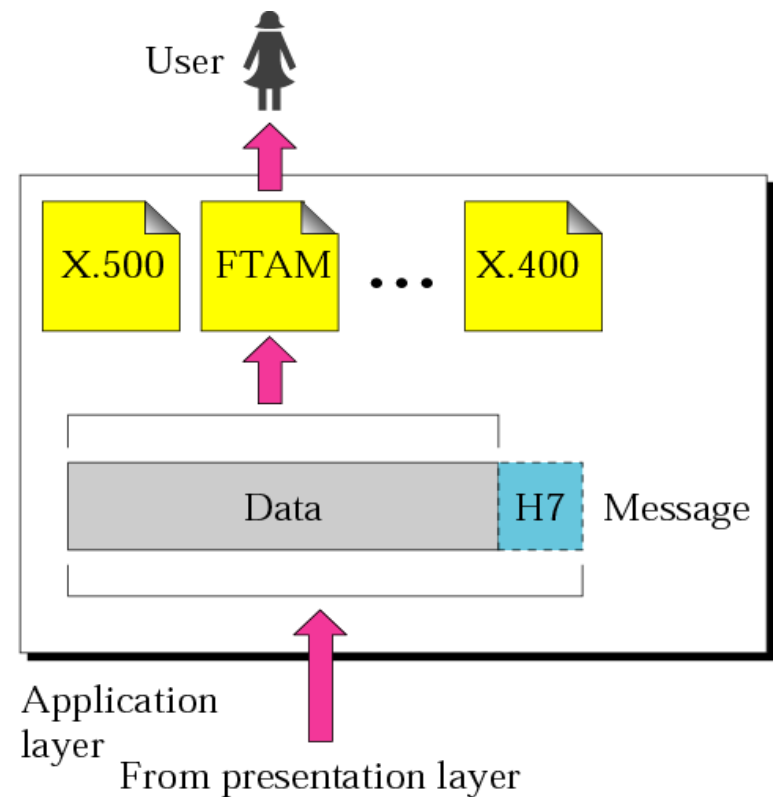 User
X.500 FTAM ... X.400
Data H7 Message
Application
layer
From presentation layer